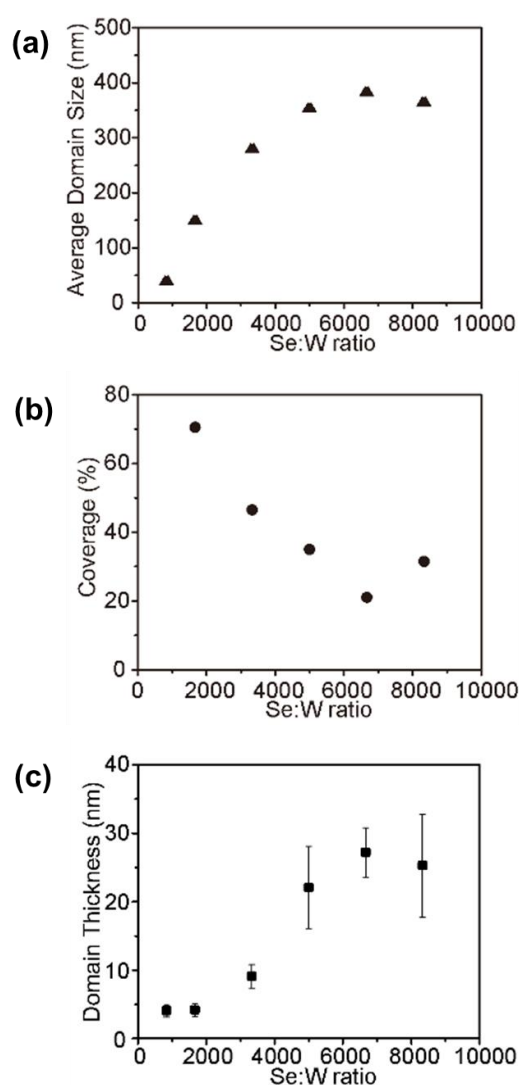 (a)
Average Domain Size (nm)
500
400
300
200
100
0
0 2000 4000 6000 8000 10000
Se:W ratio
(b)
Coverage (%)
80
60
40
20
0
0 2000 4000 6000 8000 10000
Se:W ratio
(c)
Domain Thickness (nm)
40
30
20
10
0
0 2000 4000 6000 8000 10000
Se:W ratio